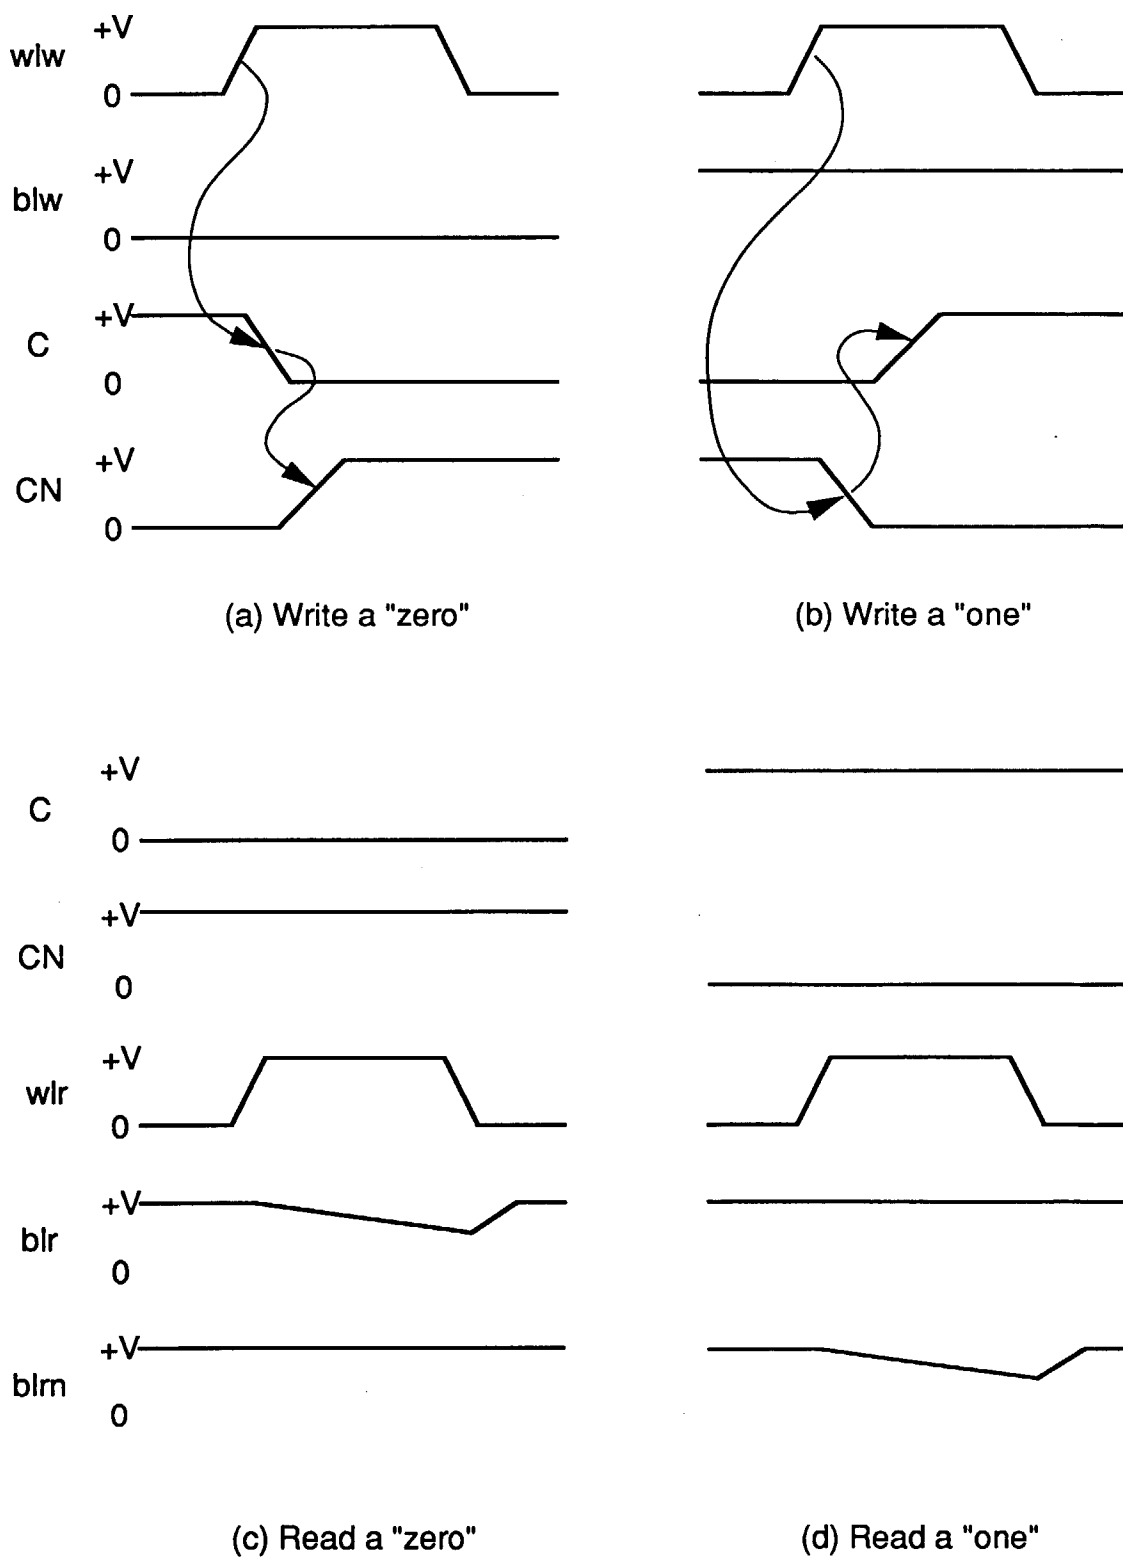 +V
wlw
0
+V
blw
0
+V
C
0
+V
CN
0
(a) Write a "zero"
(b) Write a "one"
+V
C
0
+V
CN
0
+V
wlr
0
+V
blr
0
+V
blrn
0
(c) Read a "zero"
(d) Read a "one"